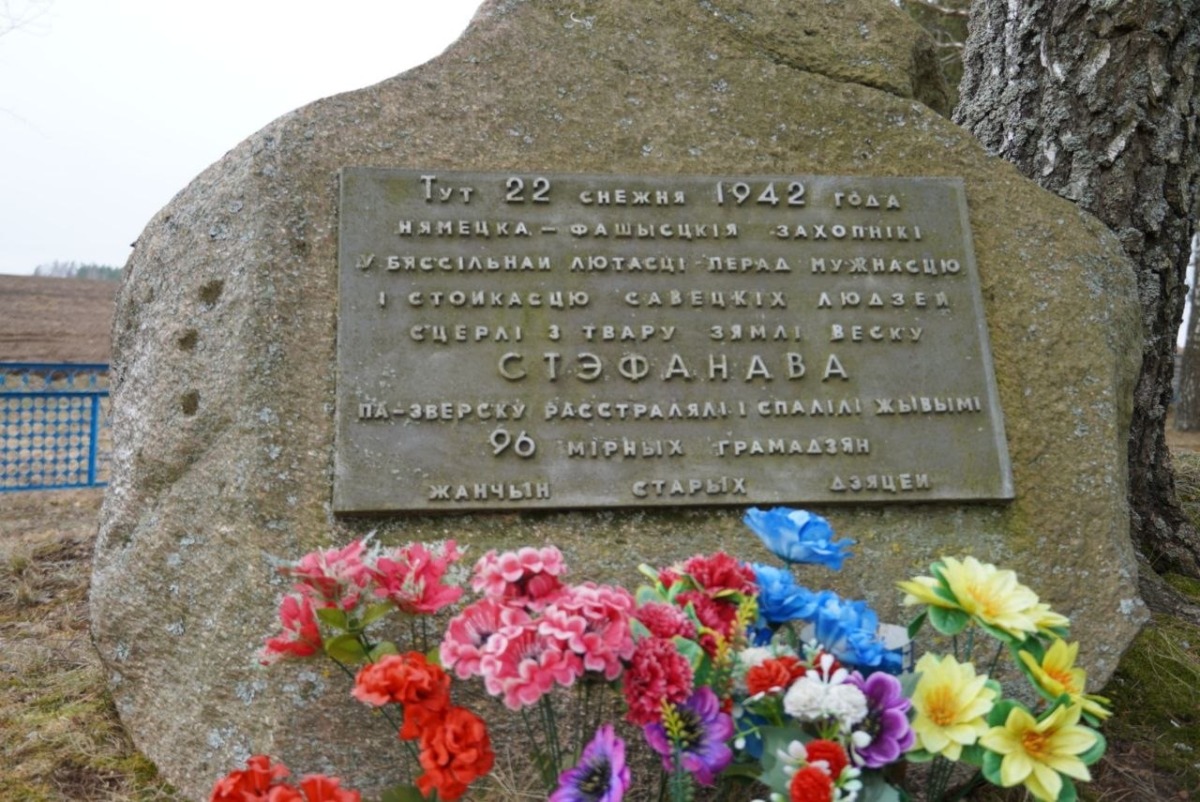 Тут 22 снежня 1942 года
нямецка – фашысцкія захопнікі
у бяссільнай лютасці перад мужнасцю
і стойкасцю савецкіх людзей
сцерлі з твару зямлі веску
СТЭФАНАВА
па-зверску расстралялі і спалілі жывымі
96 мірных грамадзян
жанчын старых дзяцей